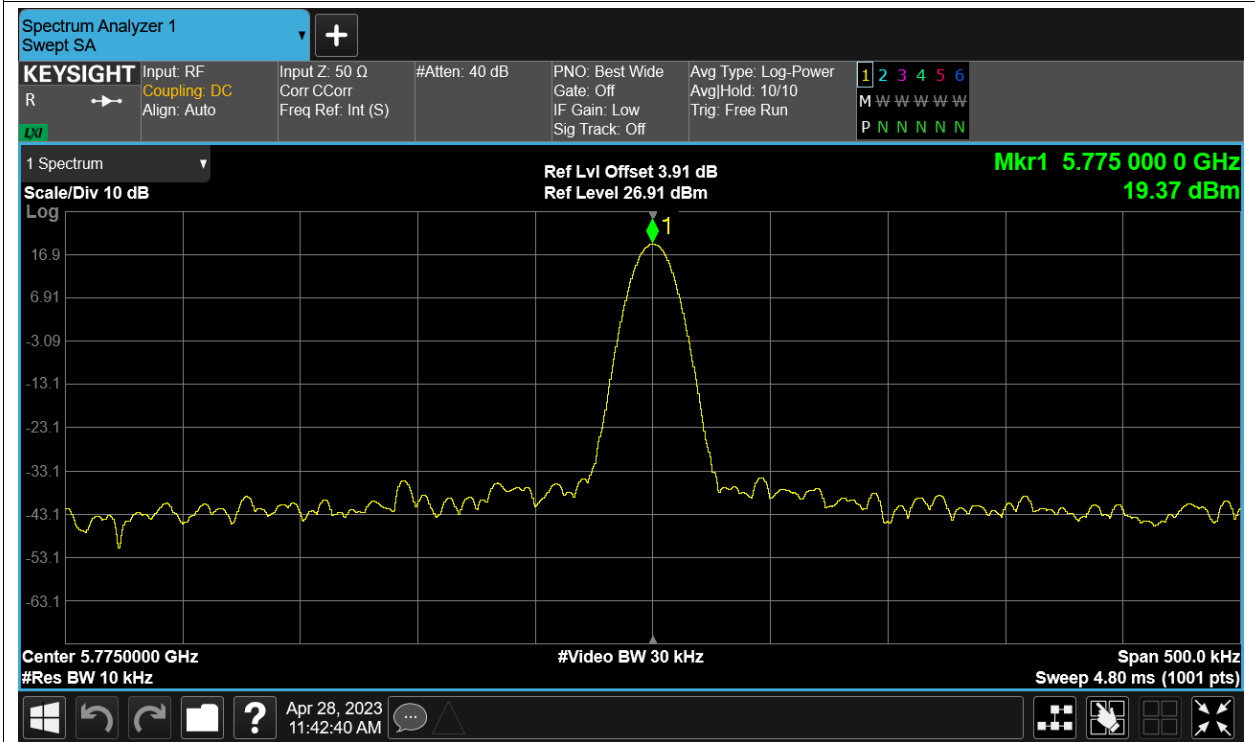 Spectrum Analyzer 1
Swept SA
+
KEYSIGHT
R
LXI
Input: RF
Coupling: DC
Align: Auto
Input Z: 50 Ω
Corr CCorr
Freq Ref: Int (S)
#Atten: 40 dB
PNO: Best Wide
Gate: Off
IF Gain: Low
Sig Track: Off
Avg Type: Log-Power
Avg|Hold: 10/10
Trig: Free Run
1 2 3 4 5 6
M W W W W W
P N N N N N
1 Spectrum
Scale/Div 10 dB
Log
Ref Lvl Offset 3.91 dB
Ref Level 26.91 dBm
Mkr1 5.775 000 0 GHz
19.37 dBm
1
16.9
6.91
-3.09
-13.1
-23.1
-33.1
-43.1
-53.1
-63.1
Center 5.7750000 GHz
#Res BW 10 kHz
#Video BW 30 kHz
Span 500.0 kHz
Sweep 4.80 ms (1001 pts)
?
Apr 28, 2023
11:42:40 AM